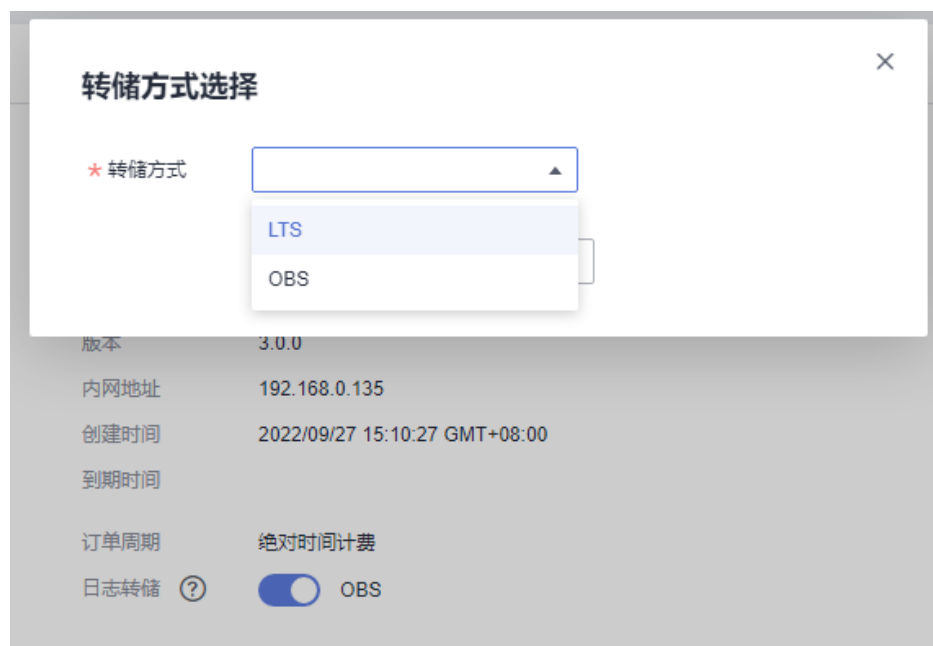 转储方式选择
* 转储方式
LTS
OBS
版本 3.0.0
内网地址 192.168.0.135
创建时间 2022/09/27 15:10:27 GMT+08:00
到期时间
订单周期 绝对时间计费
日志转储 ? OBS